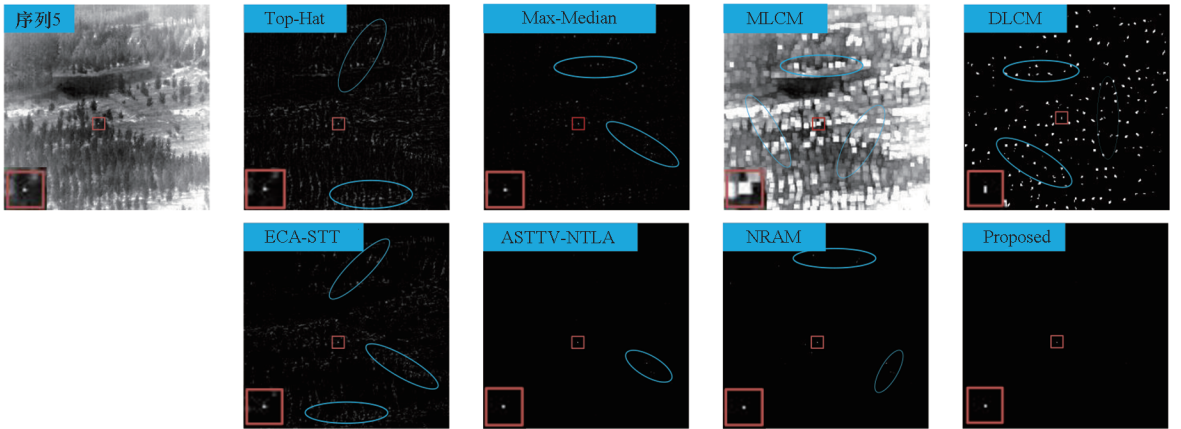 序列5
Top-Hat
Max-Median
MLCM
DLCM
ECA-STT
ASTTV-NTLA
NRAM
Proposed